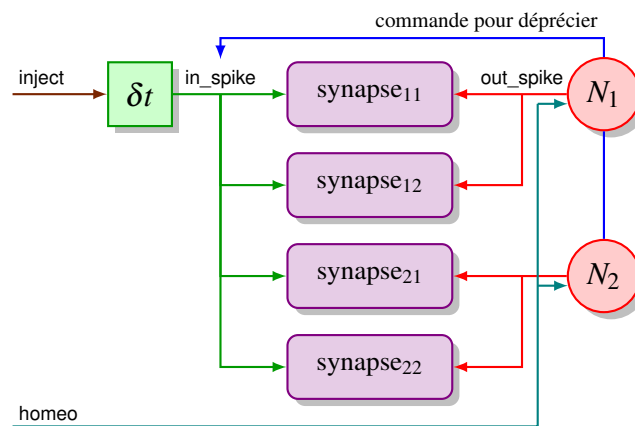 commande pour déprécier
inject
δt
in_spike
synapse₁₁
out_spike
N₁
synapse₁₂
synapse₂₁
N₂
synapse₂₂
homeo